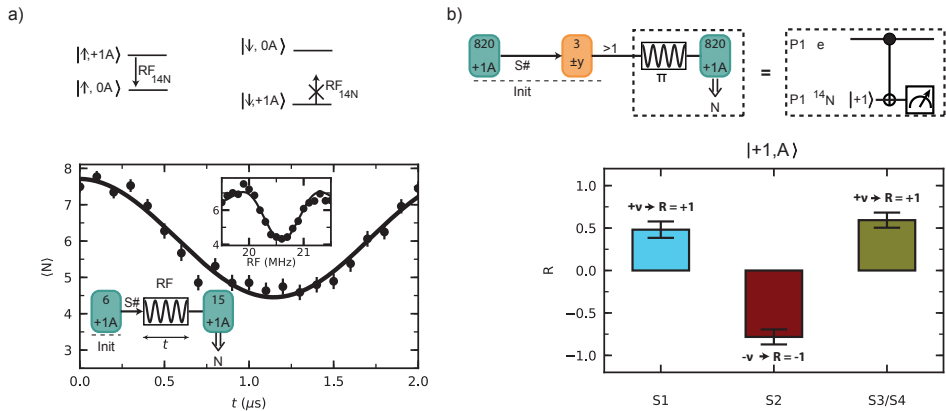 a)
|↑,+1A⟩
RF14N
|↑, 0A⟩
|↓, 0A⟩
RF14N
|↓,+1A⟩
8
7
6
5
4
3
⟨N⟩
0.0
0.5
1.0
1.5
2.0
t (μs)
6
4
20
21
RF (MHz)
6
+1A
Init
S#
RF
t
15
+1A
N
b)
820
+1A
S#
Init
3
±y
>1
π
820
+1A
N
=
P1 e
P1 14N |+1⟩
|+1,A⟩
1.0
0.5
0.0
−0.5
−1.0
R
+ν → R = +1
-ν → R = -1
+ν → R = +1
S1
S2
S3/S4